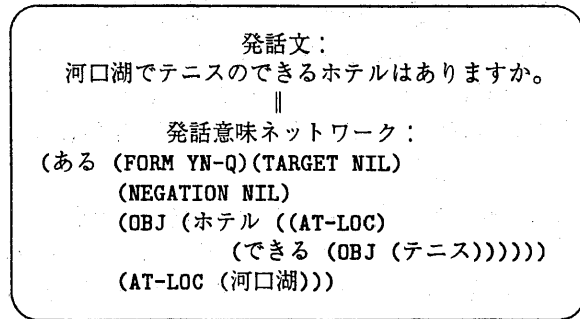 発話文:
河口湖でテニスのできるホテルはありますか。
‖
発話意味ネットワーク:
(ある (FORM YN-Q)(TARGET NIL)
(NEGATION NIL)
(OBJ (ホテル ((AT-LOC)
(できる (OBJ (テニス))))))
(AT-LOC (河口湖)))